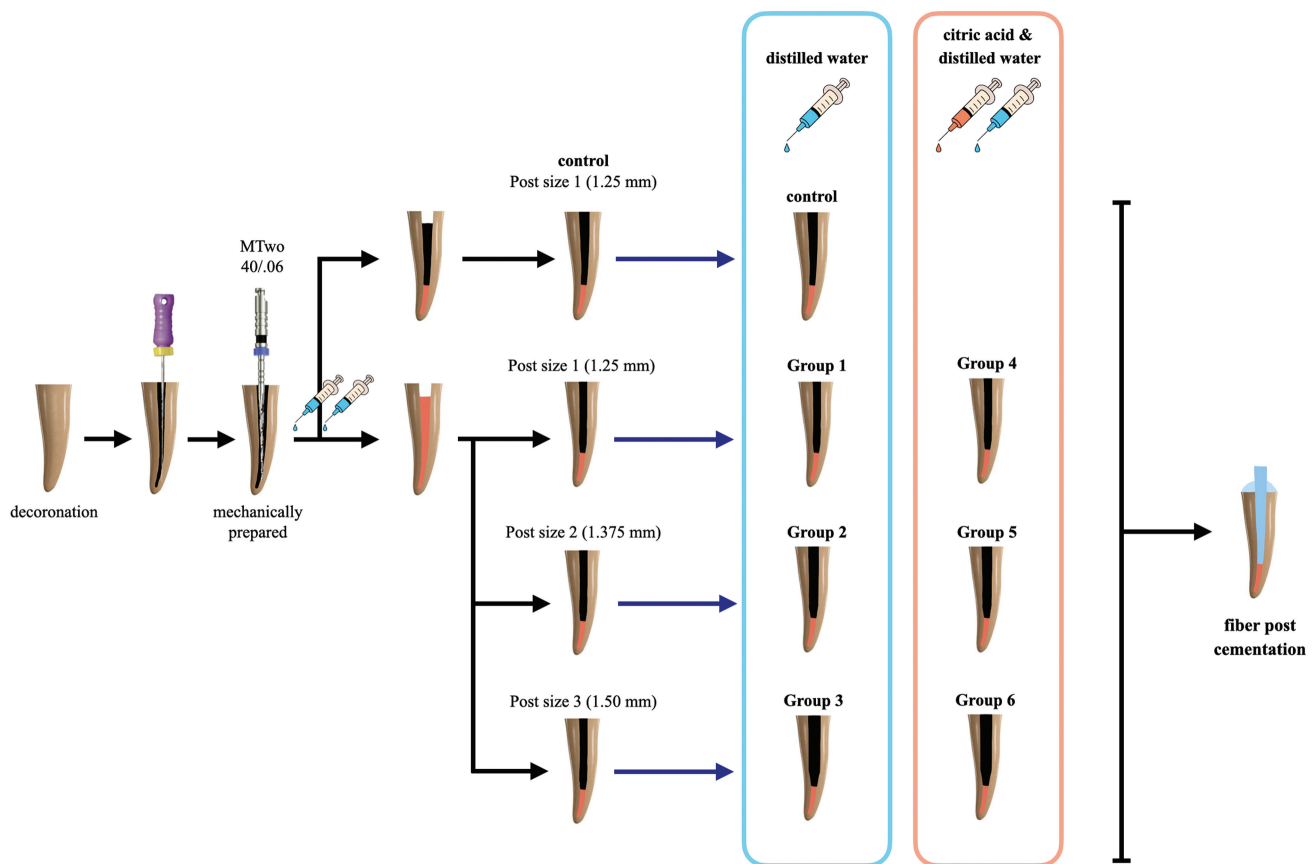 distilled water
citric acid &
distilled water
control
Post size 1 (1.25 mm)
control
MTwo
40/.06
Post size 1 (1.25 mm)
Group 1
Group 4
decoronation
mechanically
prepared
Post size 2 (1.375 mm)
Group 2
Group 5
fiber post
cementation
Post size 3 (1.50 mm)
Group 3
Group 6